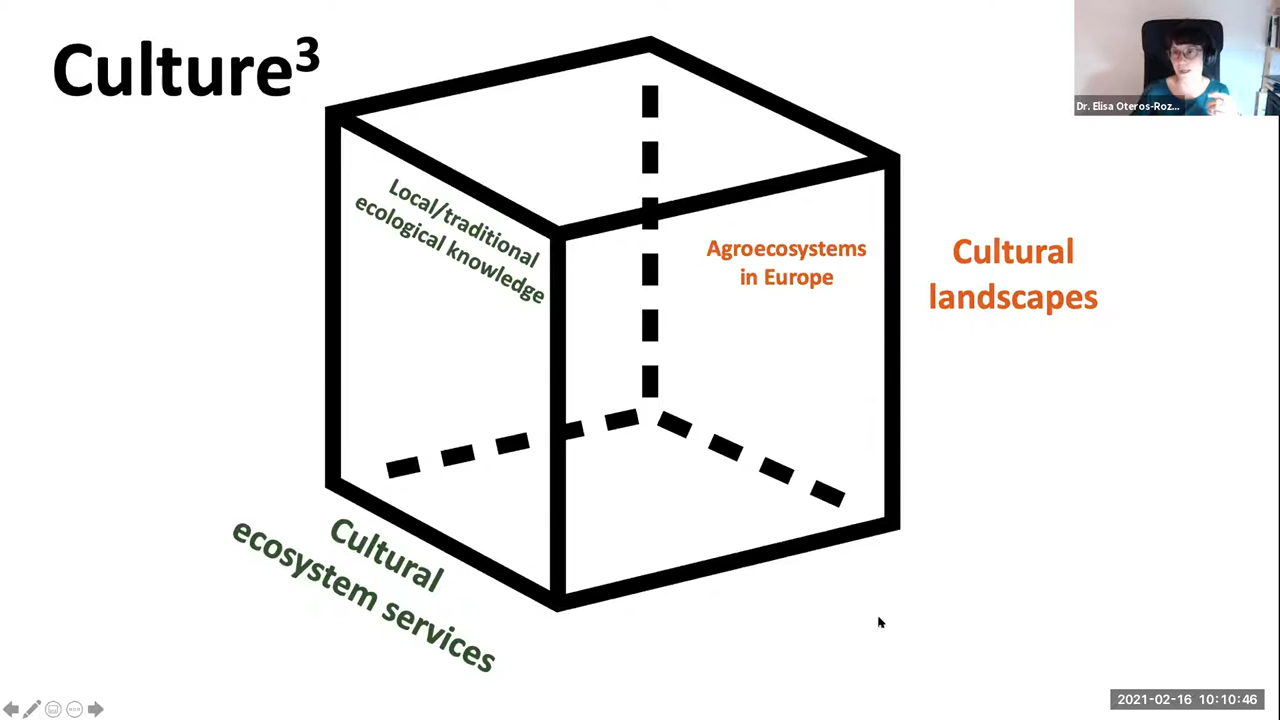 Culture³
Dr. Elisa Oteros-Roz...
Local/traditional
ecological knowledge
Agroecosystems
in Europe
Cultural
landscapes
Cultural
ecosystem services
2021-02-16 10:10:46